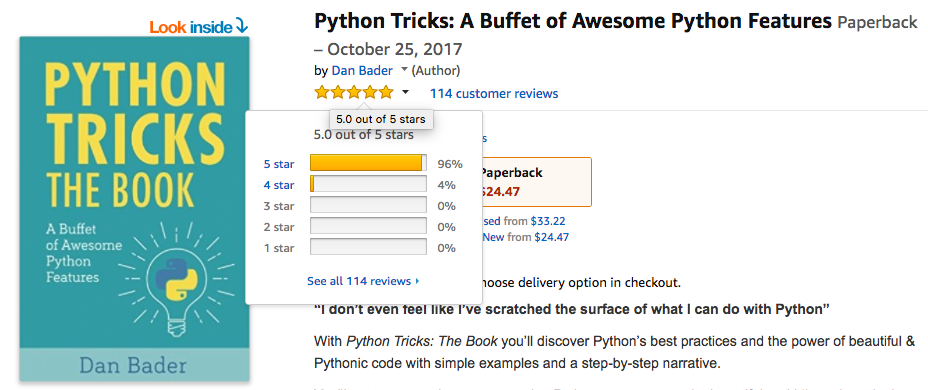 Look inside
PYTHON
TRICKS
THE BOOK
A Buffet
of Awesome
Python
Features
Dan Bader
Python Tricks: A Buffet of Awesome Python Features Paperback
– October 25, 2017
by Dan Bader (Author)
114 customer reviews
5.0 out of 5 stars
5.0 out of 5 stars
5 star 96%
4 star 4%
3 star 0%
2 star 0%
1 star 0%
See all 114 reviews
Paperback
$24.47
from $33.22
New from $24.47
delivery option in checkout.
“I don’t even feel like I’ve scratched the surface of what I can do with Python”
With Python Tricks: The Book you’ll discover Python’s best practices and the power of beautiful &
Pythonic code with simple examples and a step-by-step narrative.